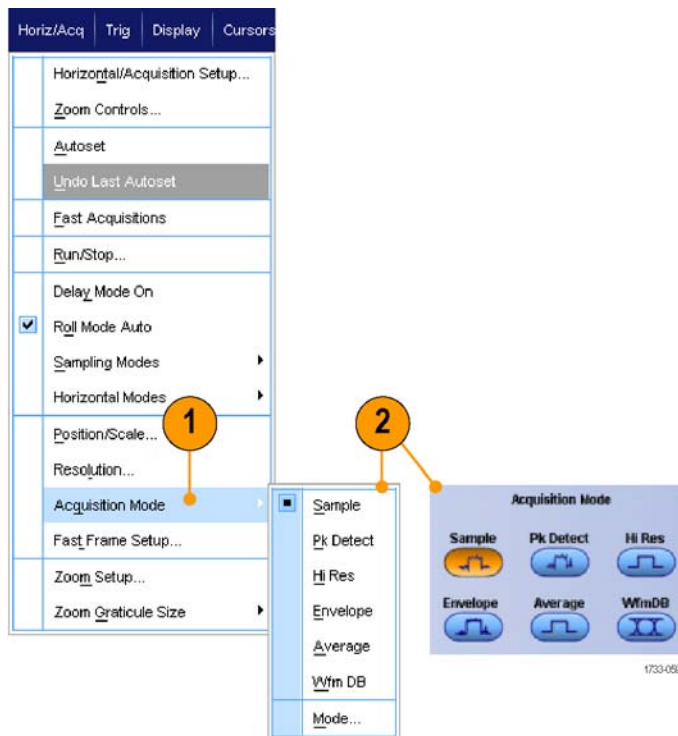 Horiz/Acq Trig Display Cursors
Horizontal/Acquisition Setup...
Zoom Controls...
Autoset
Undo Last Autoset
Fast Acquisitions
Run/Stop...
Delay Mode On
Roll Mode Auto
Sampling Modes
Horizontal Modes
1
2
Position/Scale...
Resolution...
Acquisition Mode
Fast Frame Setup...
Zoom Setup...
Zoom Graticule Size
Sample
Pk Detect
Hi Res
Envelope
Average
Wfm DB
Mode...
Acquisition Mode
Sample Pk Detect Hi Res
Envelope Average WfmDB